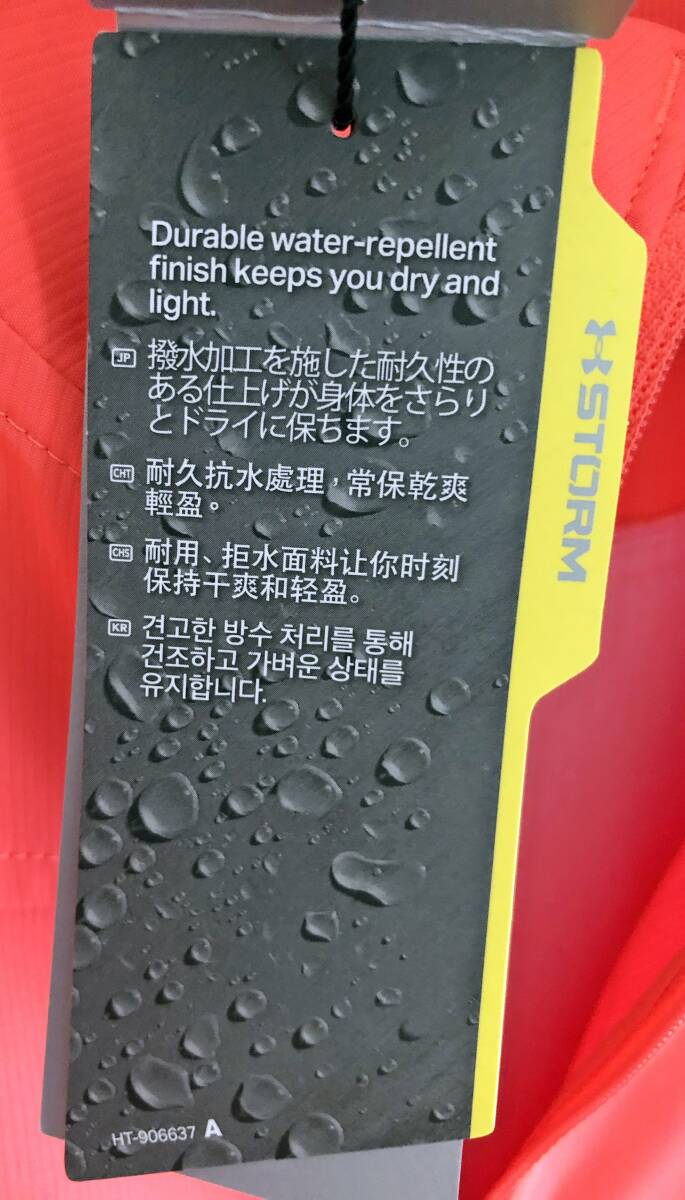 Durable water-repellent
finish keeps you dry and
light.
JP 撥水加工を施した耐久性の
ある仕上げが身体をさらり
とドライに保ちます。
CHT 耐久抗水處理，常保乾爽
輕盈。
CHS 耐用、拒水面料让你时刻
保持干爽和轻盈。
KR 견고한 방수 처리를 통해
건조하고 가벼운 상태를
유지합니다.
STORM
HT-906637 A